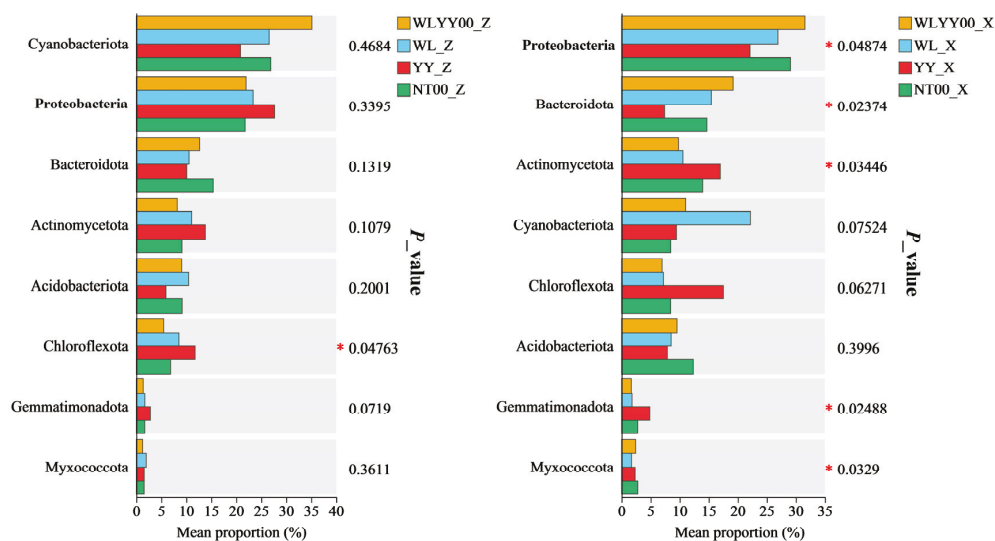 WLYY00_Z
WL_Z
YY_Z
NT00_Z
Cyanobacteriota
0.4684
Proteobacteria
0.3395
Bacteroidota
0.1319
Actinomycetota
0.1079
Acidobacteriota
0.2001
Chloroflexota
* 0.04763
Gemmatimonadota
0.0719
Myxococcota
0.3611
P_value
0 5 10 15 20 25 30 35 40
Mean proportion (%)
WLYY00_X
WL_X
YY_X
NT00_X
Proteobacteria
* 0.04874
Bacteroidota
* 0.02374
Actinomycetota
* 0.03446
Cyanobacteriota
0.07524
Chloroflexota
0.06271
Acidobacteriota
0.3996
Gemmatimonadota
* 0.02488
Myxococcota
* 0.0329
P_value
0 5 10 15 20 25 30 35
Mean proportion (%)